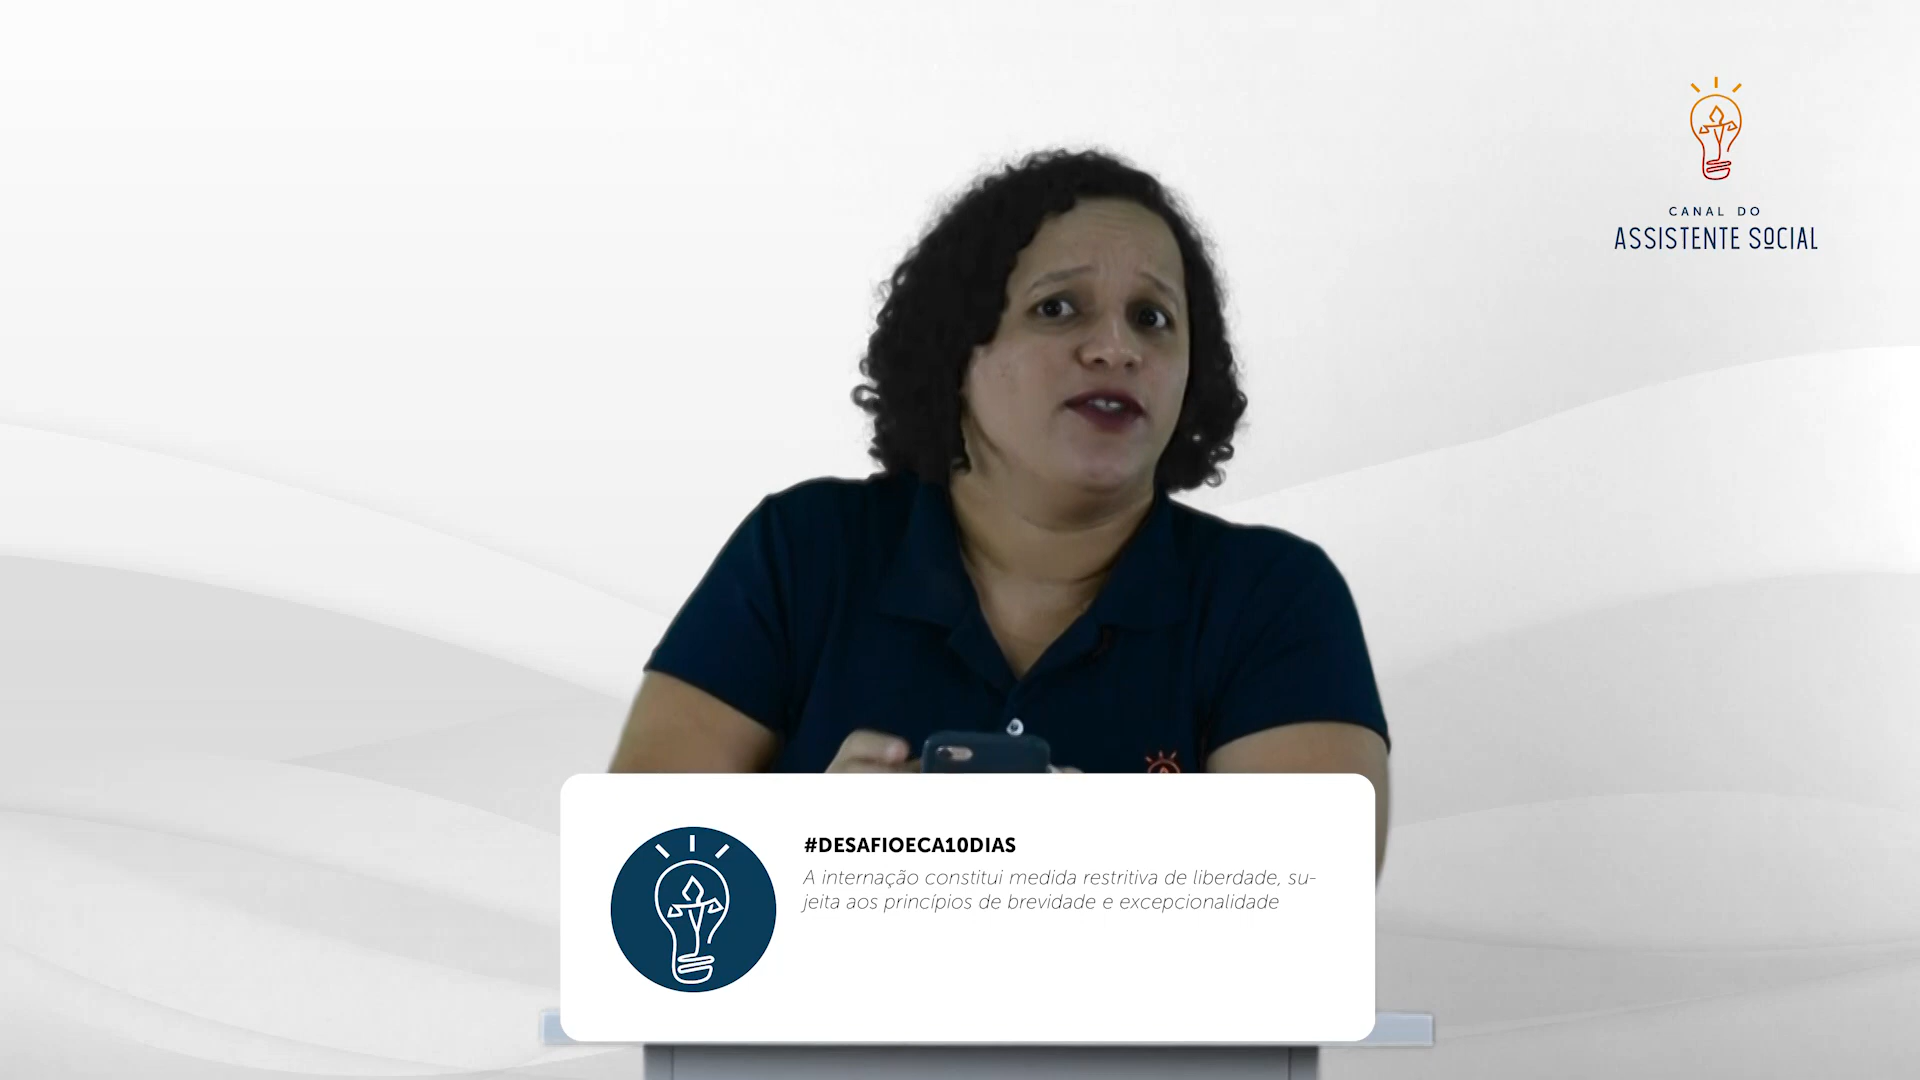 CANAL DO
ASSISTENTE SOCIAL
#DESAFIOECA10DIAS
A internação constitui medida restritiva de liberdade, su-
jeita aos princípios de brevidade e excepcionalidade